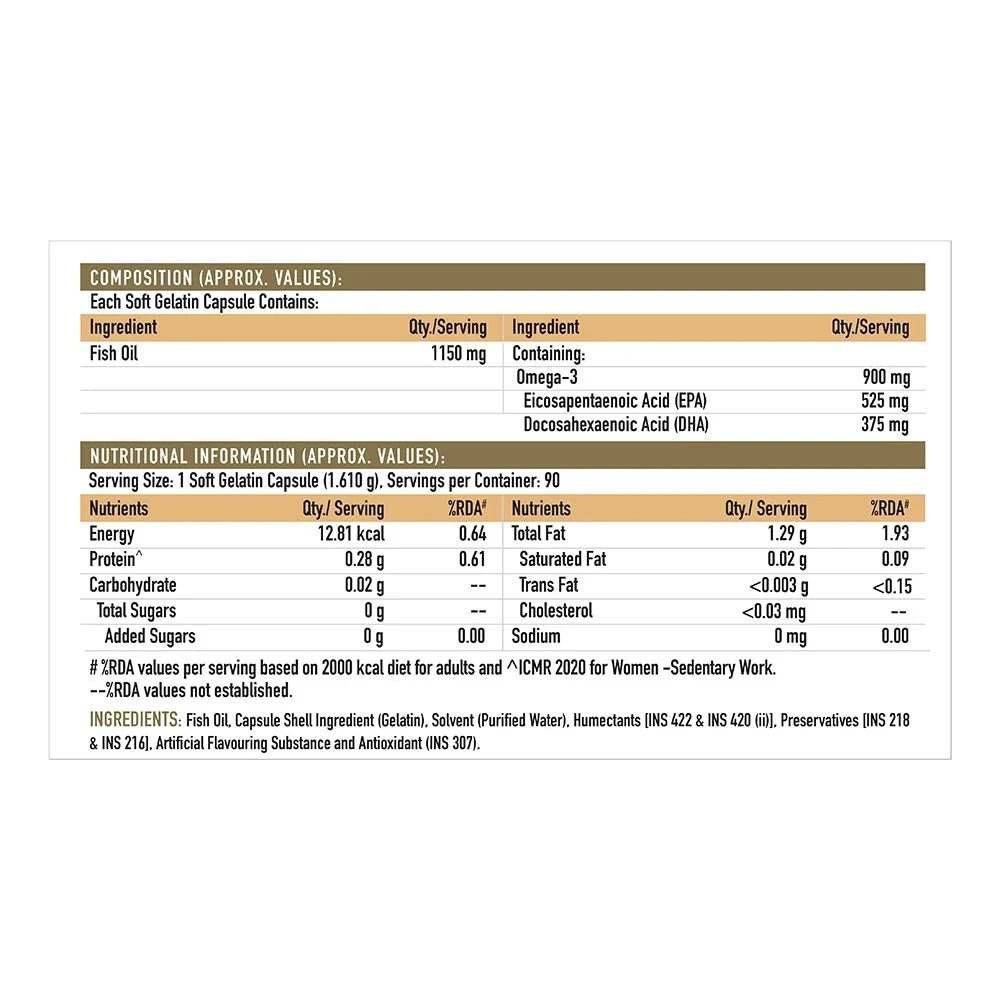 COMPOSITION (APPROX. VALUES):
Each Soft Gelatin Capsule Contains:
Ingredient Qty./Serving Ingredient Qty./Serving
Fish Oil 1150 mg Containing:
Omega-3 900 mg
Eicosapentaenoic Acid (EPA) 525 mg
Docosahexaenoic Acid (DHA) 375 mg
NUTRITIONAL INFORMATION (APPROX. VALUES):
Serving Size: 1 Soft Gelatin Capsule (1.610 g), Servings per Container: 90
Nutrients Qty./ Serving %RDA# Nutrients Qty./ Serving %RDA#
Energy 12.81 kcal 0.64 Total Fat 1.29 g 1.93
Protein^ 0.28 g 0.61 Saturated Fat 0.02 g 0.09
Carbohydrate 0.02 g -- Trans Fat <0.003 g <0.15
Total Sugars 0 g -- Cholesterol <0.03 mg --
Added Sugars 0 g 0.00 Sodium 0 mg 0.00
# %RDA values per serving based on 2000 kcal diet for adults and ^ICMR 2020 for Women -Sedentary Work.
--%RDA values not established.
INGREDIENTS: Fish Oil, Capsule Shell Ingredient (Gelatin), Solvent (Purified Water), Humectants [INS 422 & INS 420 (ii)], Preservatives [INS 218
& INS 216], Artificial Flavouring Substance and Antioxidant (INS 307).